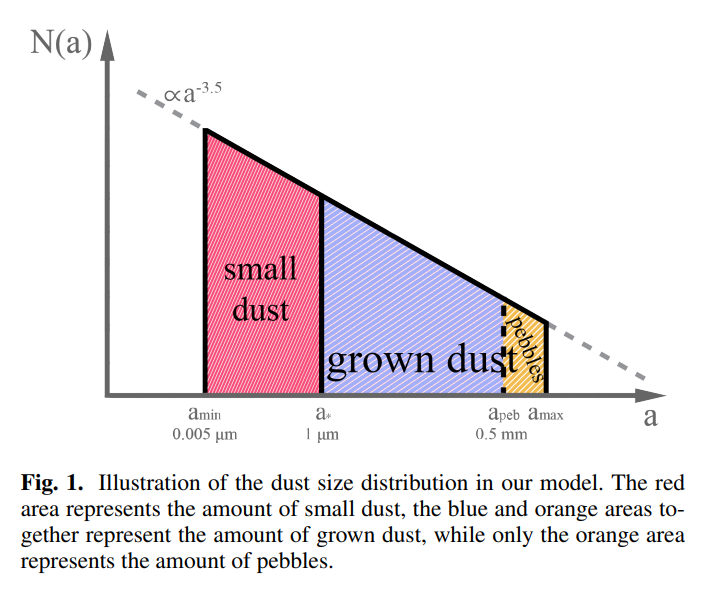 N(a)
∝a-3.5
small
dust
grown dust
pebbles
amin
a*
apeb
amax
a
0.005 μm
1 μm
0.5 mm
Fig. 1. Illustration of the dust size distribution in our model. The red
area represents the amount of small dust, the blue and orange areas to-
gether represent the amount of grown dust, while only the orange area
represents the amount of pebbles.